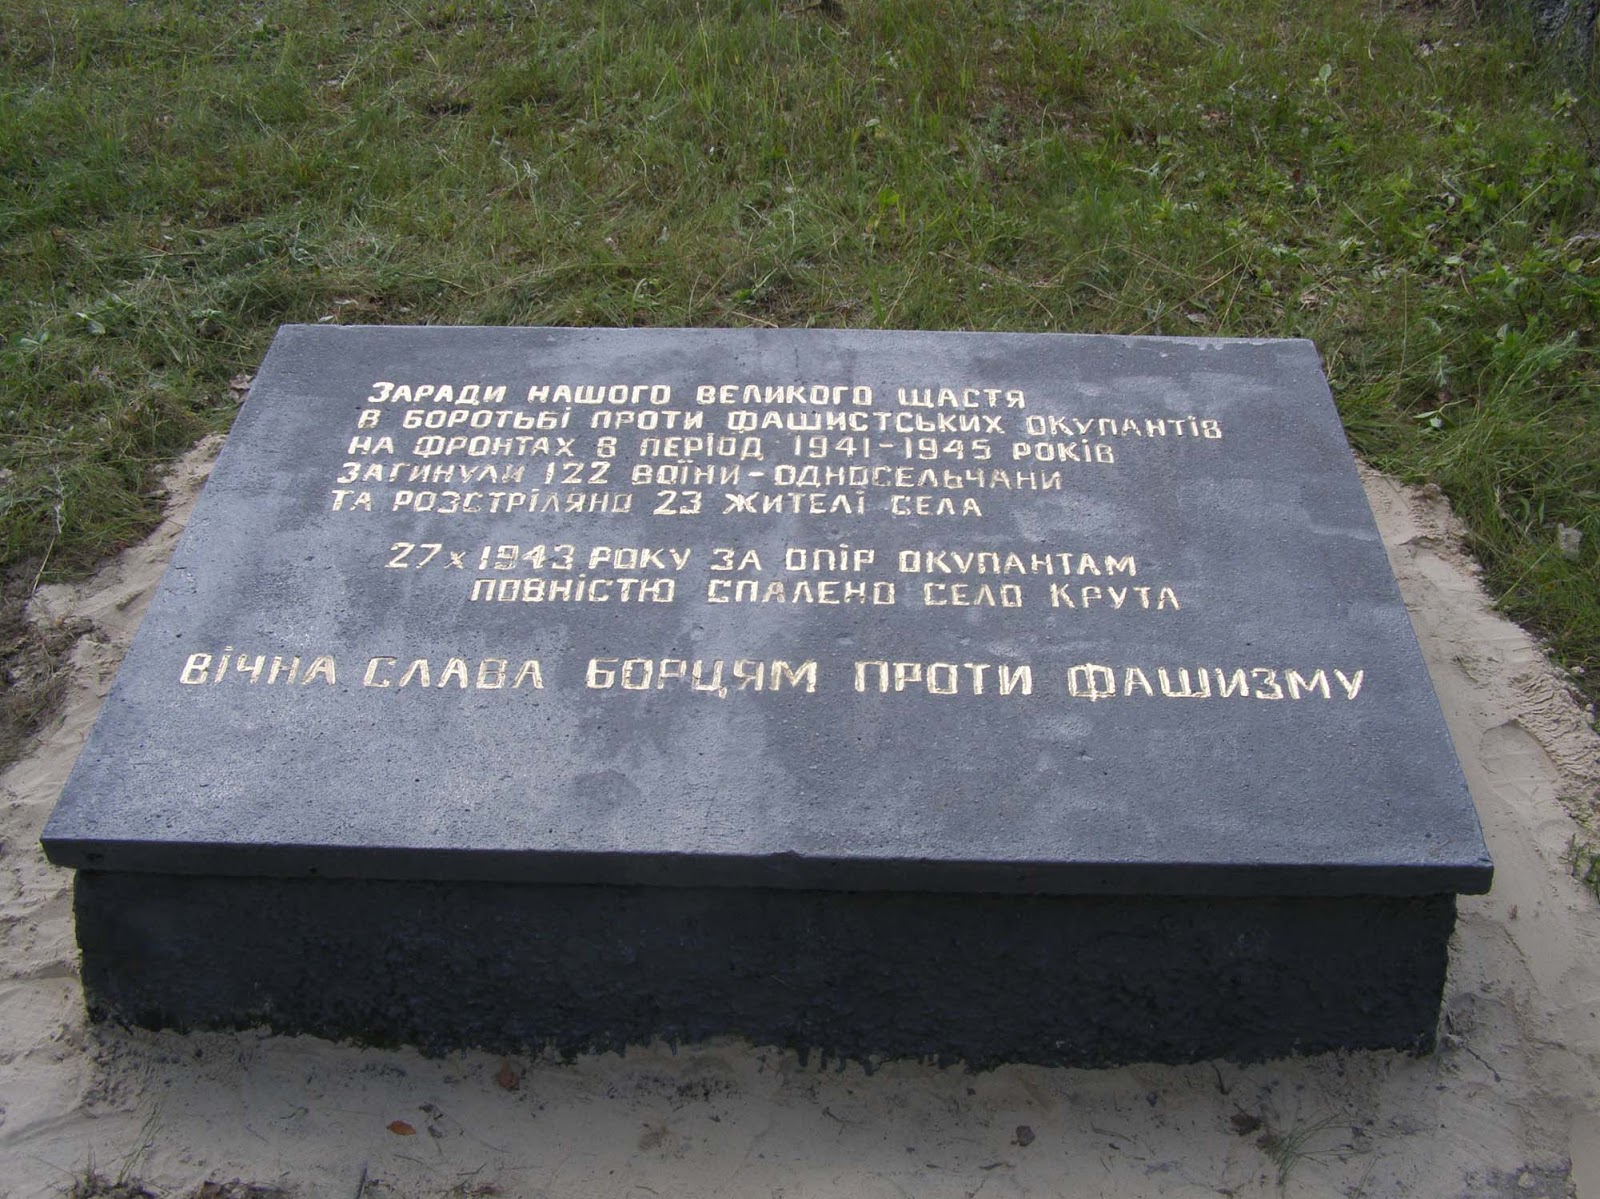 ЗАРАДИ НАШОГО ВЕЛИКОГО ЩАСТЯ
В БОРОТЬБІ ПРОТИ ФАШИСТСЬКИХ ОКУПАНТІВ
НА ФРОНТАХ В ПЕРІОД 1941-1945 РОКІВ
ЗАГИНУЛИ 122 ВОЇНИ-ОДНОСЕЛЬЧАНИ
ТА РОЗСТРІЛЯНО 23 ЖИТЕЛІ СЕЛА
27 X 1943 РОКУ ЗА ОПІР ОКУПАНТАМ
ПОВНІСТЮ СПАЛЕНО СЕЛО КРУТА
ВІЧНА СЛАВА БОРЦЯМ ПРОТИ ФАШИЗМУ